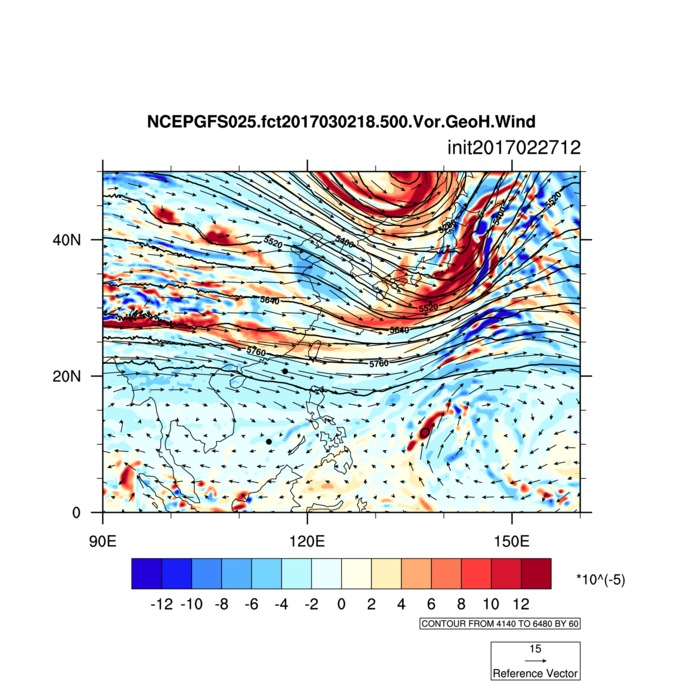 NCEPGFS025.fct2017030218.500.Vor.GeoH.Wind
init2017022712
40N
20N
0
90E 120E 150E
5520
5400
5280
5520
5640
5520
5640
5760
5760
-12 -10 -8 -6 -4 -2 0 2 4 6 8 10 12
*10^(-5)
CONTOUR FROM 4140 TO 6480 BY 60
15
Reference Vector